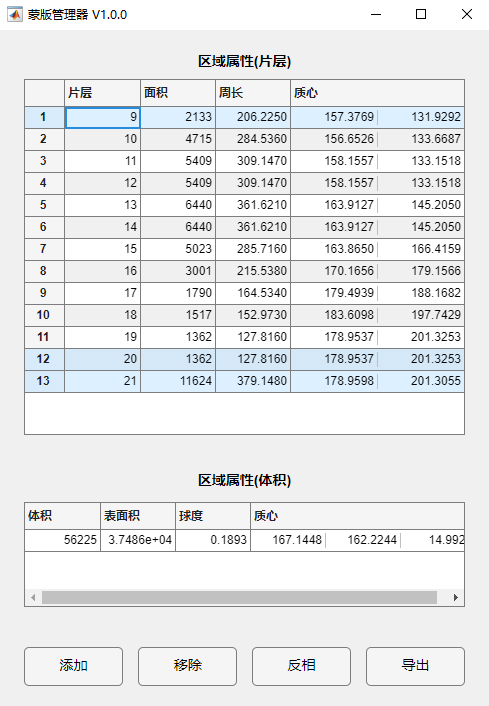 蒙版管理器 V1.0.0
区域属性(片层)
片层 面积 周长 质心
1 9 2133 206.2250 157.3769 131.9292
2 10 4715 284.5360 156.6526 133.6687
3 11 5409 309.1470 158.1557 133.1518
4 12 5409 309.1470 158.1557 133.1518
5 13 6440 361.6210 163.9127 145.2050
6 14 6440 361.6210 163.9127 145.2050
7 15 5023 285.7160 163.8650 166.4159
8 16 3001 215.5380 170.1656 179.1566
9 17 1790 164.5340 179.4939 188.1682
10 18 1517 152.9730 183.6098 197.7429
11 19 1362 127.8160 178.9537 201.3253
12 20 1362 127.8160 178.9537 201.3253
13 21 11624 379.1480 178.9598 201.3055
区域属性(体积)
体积 表面积 球度 质心
56225 3.7486e+04 0.1893 167.1448 162.2244 14.992
添加 移除 反相 导出